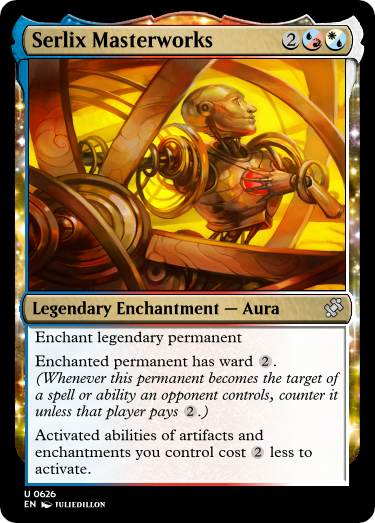 Serlix Masterworks 2
Legendary Enchantment — Aura
Enchant legendary permanent
Enchanted permanent has ward 2.
(Whenever this permanent becomes the target
of a spell or ability an opponent controls, counter it
unless that player pays 2.)
Activated abilities of artifacts and
enchantments you control cost 2 less to
activate.
U 0626
EN JULIEDILLON